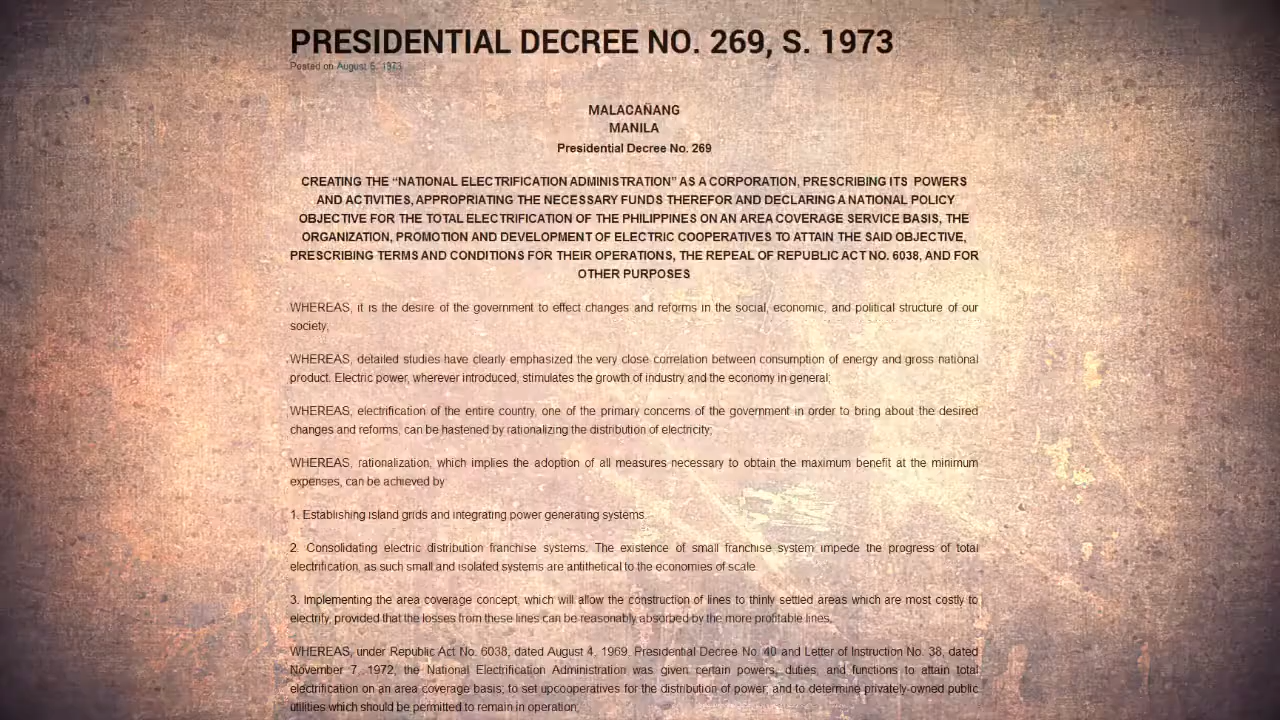 PRESIDENTIAL DECREE NO. 269, S. 1973
Posted on August 6, 1973
MALACAÑANG
MANILA
Presidential Decree No. 269
CREATING THE “NATIONAL ELECTRIFICATION ADMINISTRATION” AS A CORPORATION, PRESCRIBING ITS POWERS
AND ACTIVITIES, APPROPRIATING THE NECESSARY FUNDS THEREFOR AND DECLARING A NATIONAL POLICY
OBJECTIVE FOR THE TOTAL ELECTRIFICATION OF THE PHILIPPINES ON AN AREA COVERAGE SERVICE BASIS, THE
ORGANIZATION, PROMOTION AND DEVELOPMENT OF ELECTRIC COOPERATIVES TO ATTAIN THE SAID OBJECTIVE,
PRESCRIBING TERMS AND CONDITIONS FOR THEIR OPERATIONS, THE REPEAL OF REPUBLIC ACT NO. 6038, AND FOR
OTHER PURPOSES
WHEREAS, it is the desire of the government to effect changes and reforms in the social, economic, and political structure of our
society;
WHEREAS, detailed studies have clearly emphasized the very close correlation between consumption of energy and gross national
product. Electric power, wherever introduced, stimulates the growth of industry and the economy in general;
WHEREAS, electrification of the entire country, one of the primary concerns of the government in order to bring about the desired
changes and reforms, can be hastened by rationalizing the distribution of electricity;
WHEREAS, rationalization, which implies the adoption of all measures necessary to obtain the maximum benefit at the minimum
expenses, can be achieved by
1. Establishing island grids and integrating power generating systems.
2. Consolidating electric distribution franchise systems. The existence of small franchise system impede the progress of total
electrification, as such small and isolated systems are antithetical to the economies of scale.
3. Implementing the area coverage concept, which will allow the construction of lines to thinly settled areas which are most costly to
electrify, provided that the losses from these lines can be reasonably absorbed by the more profitable lines.
WHEREAS, under Republic Act No. 6038, dated August 4, 1969, Presidential Decree No. 40 and Letter of Instruction No. 38, dated
November 7, 1972, the National Electrification Administration was given certain powers, duties, and functions to attain total
electrification on an area coverage basis; to set upcooperatives for the distribution of power; and to determine privately-owned public
utilities which should be permitted to remain in operation;